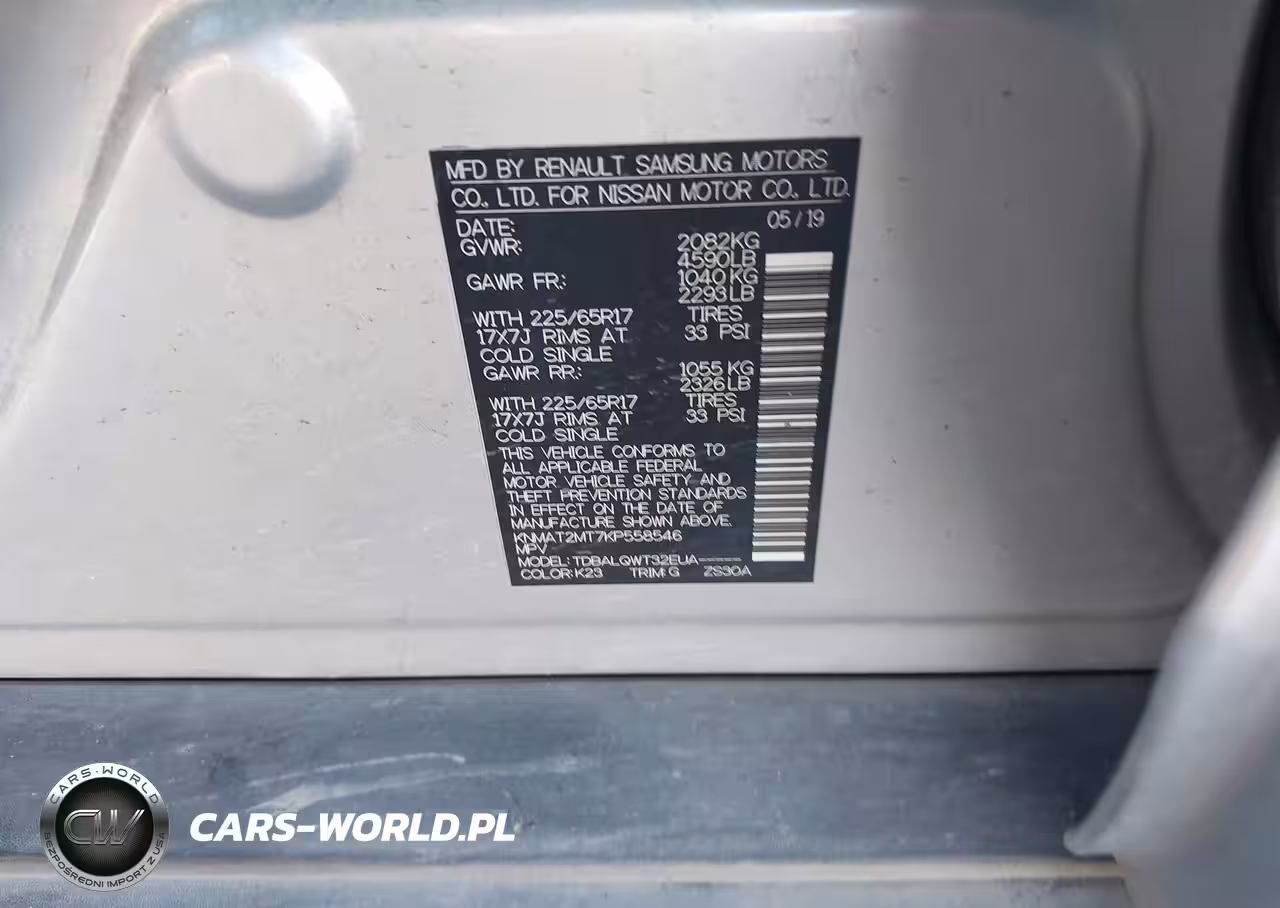 MFD BY RENAULT SAMSUNG MOTORS
CO., LTD. FOR NISSAN MOTOR CO., LTD.
DATE: 05/19
GVWR: 2082KG
4590LB
GAWR FR: 1040KG
2293LB
WITH 225/65R17 TIRES
17X7J RIMS AT 33 PSI
COLD SINGLE
GAWR RR: 1055KG
2326LB
WITH 225/65R17 TIRES
17X7J RIMS AT 33 PSI
COLD SINGLE
THIS VEHICLE CONFORMS TO
ALL APPLICABLE FEDERAL
MOTOR VEHICLE SAFETY AND
THEFT PREVENTION STANDARDS
IN EFFECT ON THE DATE OF
MANUFACTURE SHOWN ABOVE.
KNMAT2MT7KP558546
MPV
MODEL: TDBALQWT32EUA-----
COLOR: K23 TRIM: G ZS30A
CARS-WORLD
CW
BEZPOŚREDNI IMPORT Z USA
CARS-WORLD.PL